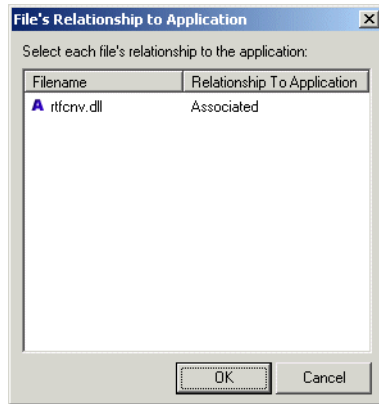 File's Relationship to Application
Select each file's relationship to the application:
Filename Relationship To Application
A rtfcnv.dll Associated
OK Cancel